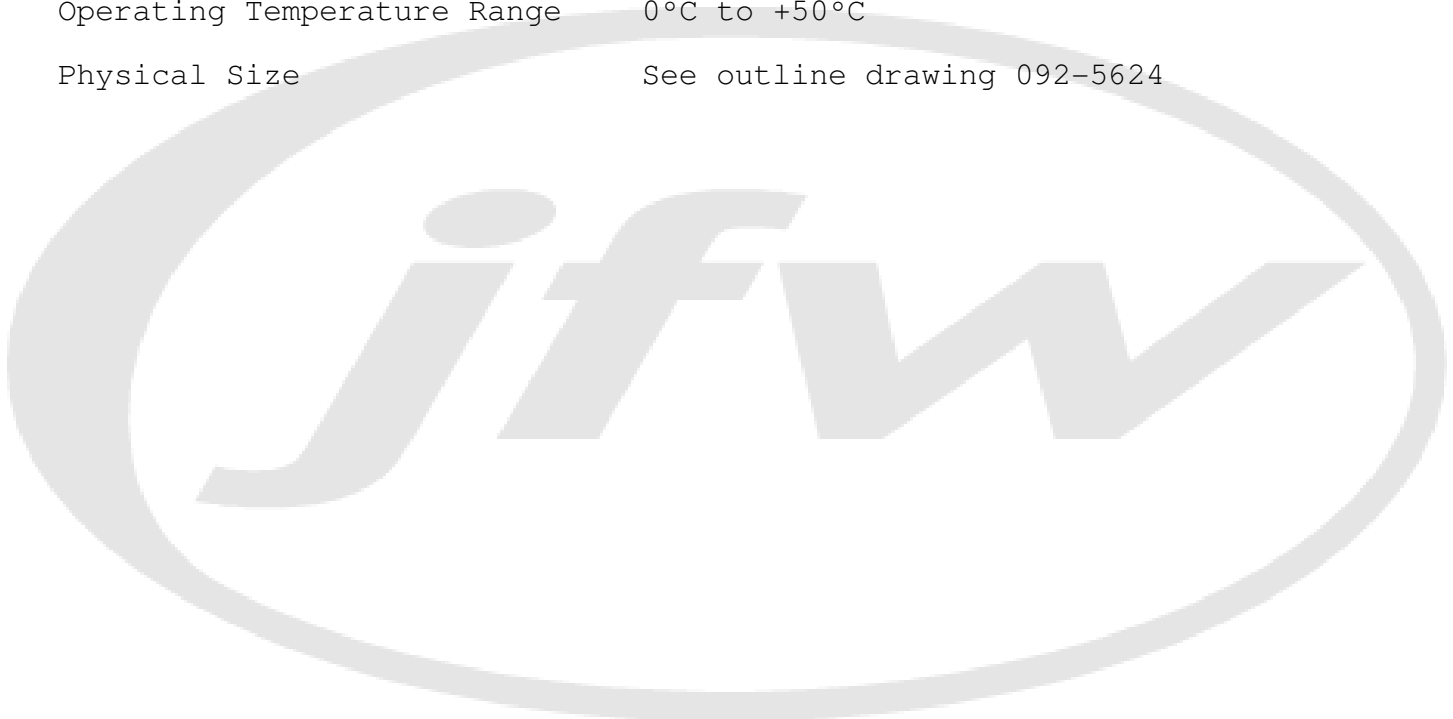 Operating Temperature Range 0°C to +50°C
Physical Size See outline drawing 092-5624
jfw